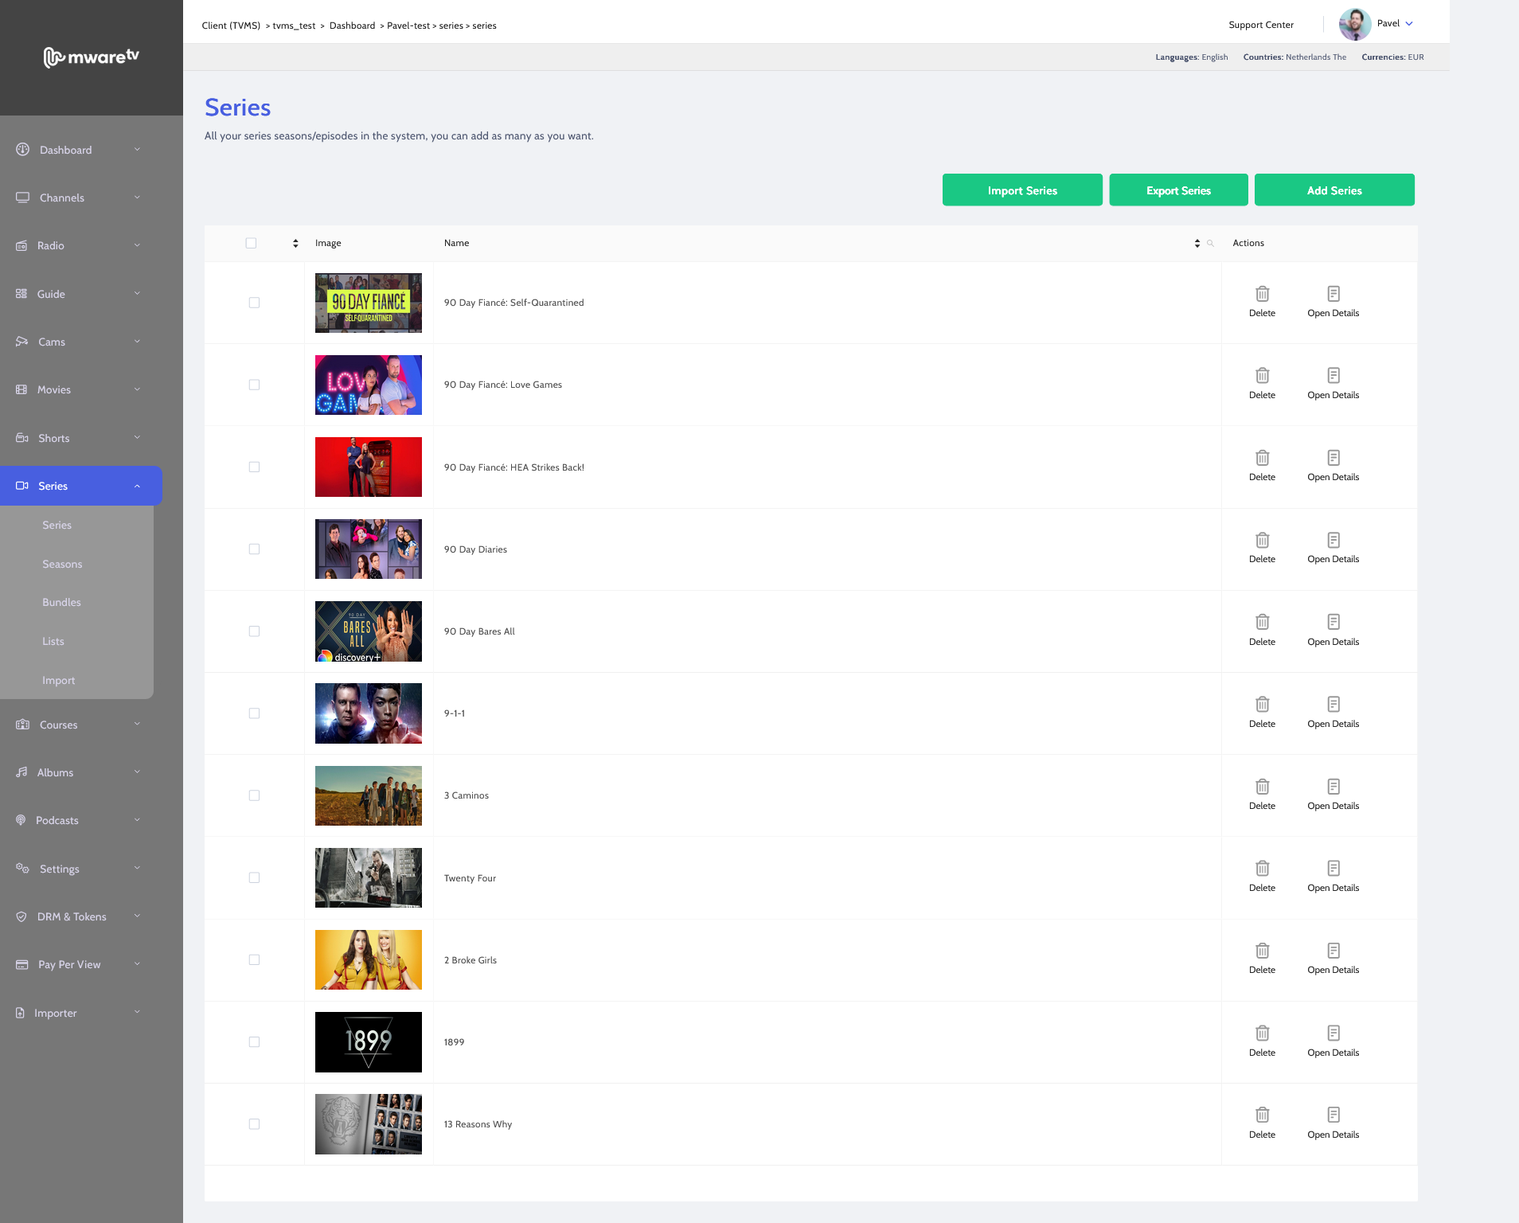 mwaretv
Client (TVMS) > tvms_test > Dashboard > Pavel-test > series > series
Support Center
Pavel
Languages: English Countries: Netherlands The Currencies: EUR
Dashboard
Channels
Radio
Guide
Cams
Movies
Shorts
Series
Series
Seasons
Bundles
Lists
Import
Courses
Albums
Podcasts
Settings
DRM & Tokens
Pay Per View
Importer
Series
All your series seasons/episodes in the system, you can add as many as you want.
Import Series Export Series Add Series
Image Name Actions
90 DAY FIANCÉ
SELF-QUARANTINED
90 Day Fiancé: Self-Quarantined
Delete Open Details
LOV
GAM
90 Day Fiancé: Love Games
Delete Open Details
90 Day Fiancé: HEA Strikes Back!
Delete Open Details
90 Day Diaries
Delete Open Details
90 DAY
BARES
ALL
discovery+
90 Day Bares All
Delete Open Details
9-1-1
Delete Open Details
3 Caminos
Delete Open Details
Twenty Four
Delete Open Details
2 Broke Girls
Delete Open Details
1899
1899
Delete Open Details
13 Reasons Why
Delete Open Details